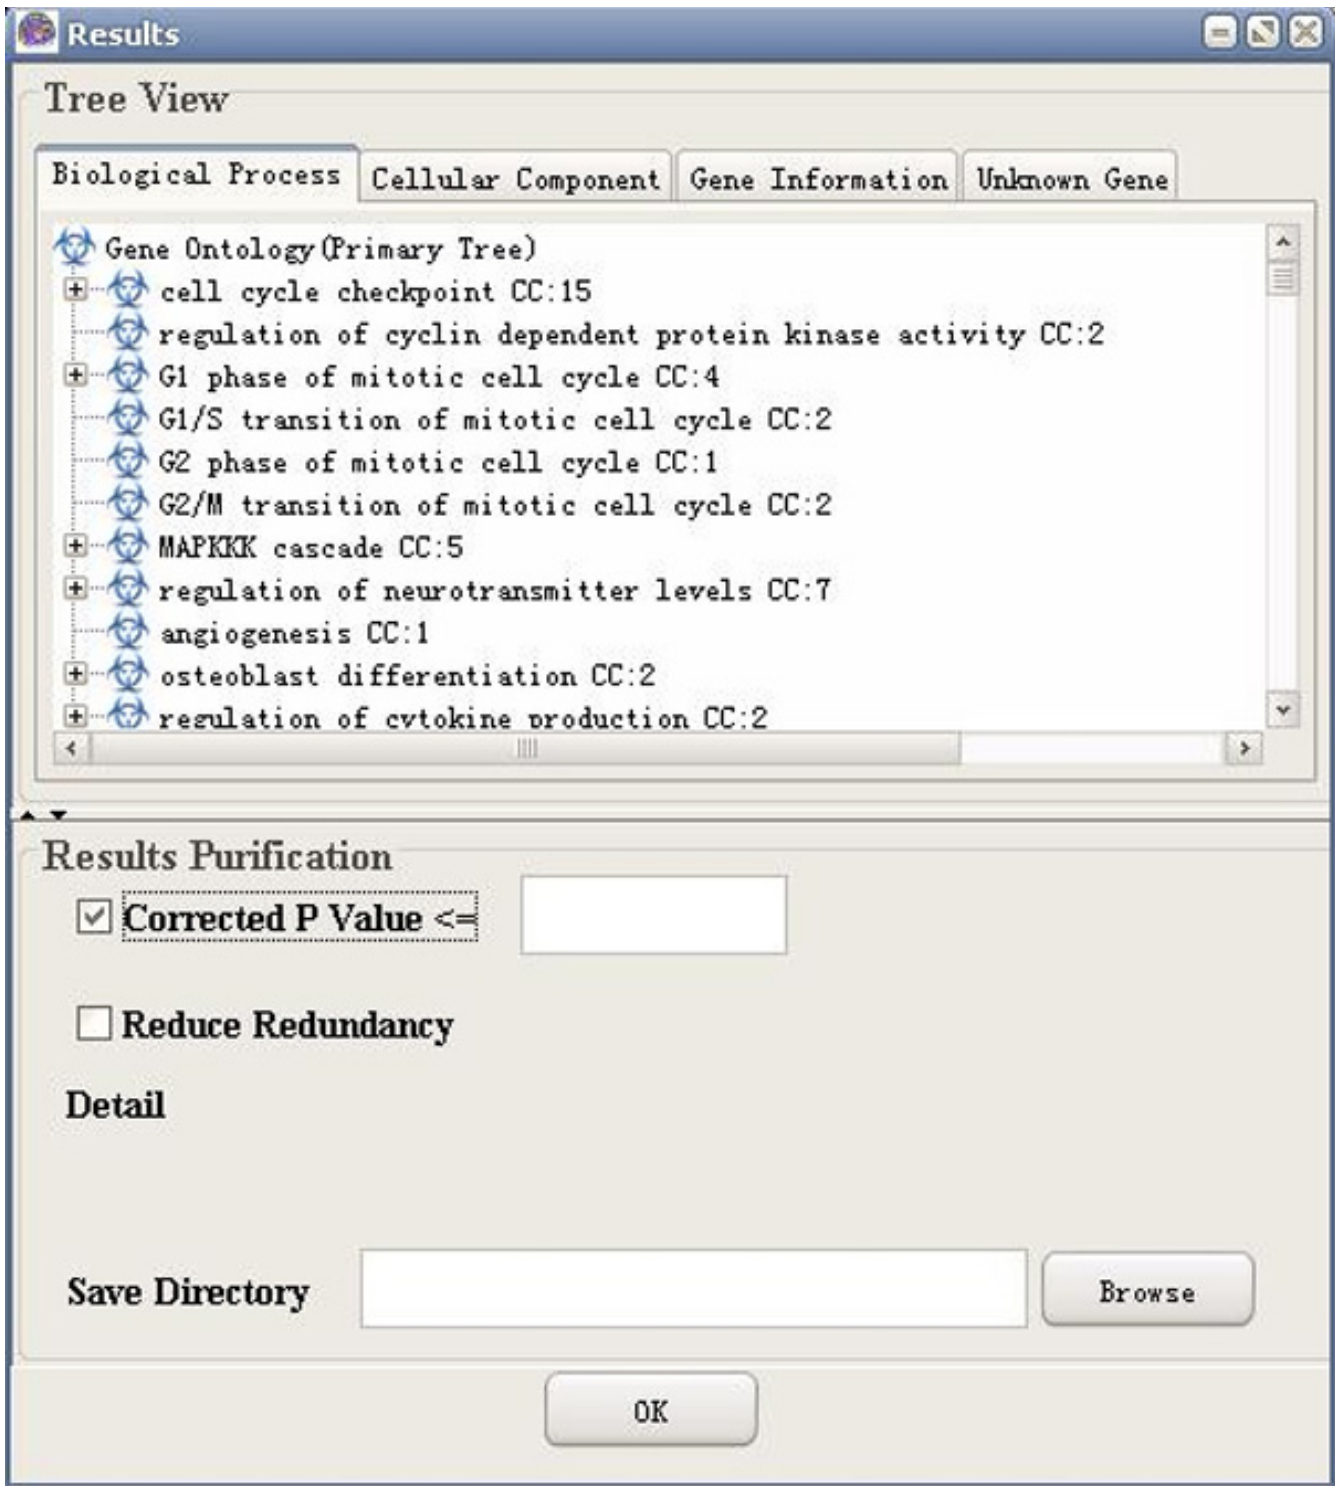 Results
Tree View
Biological Process Cellular Component Gene Information Unknown Gene
Gene Ontology(Primary Tree)
cell cycle checkpoint CC:15
regulation of cyclin dependent protein kinase activity CC:2
G1 phase of mitotic cell cycle CC:4
G1/S transition of mitotic cell cycle CC:2
G2 phase of mitotic cell cycle CC:1
G2/M transition of mitotic cell cycle CC:2
MAPKKK cascade CC:5
regulation of neurotransmitter levels CC:7
angiogenesis CC:1
osteoblast differentiation CC:2
regulation of cytokine production CC:2
Results Purification
Corrected P Value <=
Reduce Redundancy
Detail
Save Directory Browse
OK